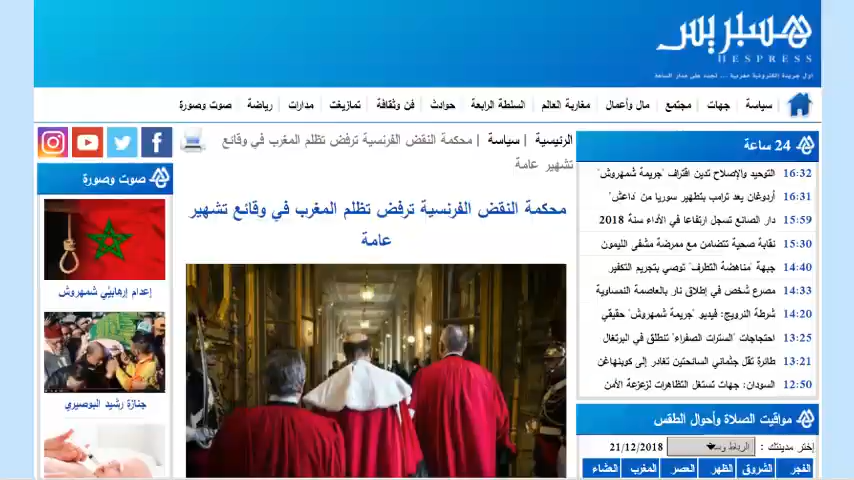 هسبريس
HESPRESS
اول جريدة إلكترونية مغربية ... تجدد على مدار الساعة
سياسة
جهات
مجتمع
مال وأعمال
مغاربة العالم
السلطة الرابعة
حوادث
فن وثقافة
تمازيغت
مدارات
رياضة
صوت وصورة
24 ساعة
16:32 التوحيد والإصلاح تدين اقتراف "جريمة شمهروش"
16:31 أردوغان يعد ترامب بتطهير سوريا من "داعش"
15:59 دار الصانع تسجل ارتفاعا في الأداء سنة 2018
15:30 نقابة صحية تتضامن مع ممرضة مشفى الليمون
14:40 جبهة "مناهضة التطرف" توصي بتجريم التكفير
14:33 مصرع شخص في إطلاق نار بالعاصمة النمساوية
14:20 شرطة النرويج: فيديو "جريمة شمهروش" حقيقي
13:25 احتجاجات "السترات الصفراء" تنطلق في البرتغال
13:21 طائرة تقل جثماني السائحتين تغادر إلى كوبنهاغن
12:50 السودان: جهات تستغل التظاهرات لزعزعة الأمن
مواقيت الصلاة وأحوال الطقس
إختر مدينتك :
21/12/2018
الفجر
الشروق
الظهر
العصر
المغرب
العشاء
الرئيسية | سياسة | محكمة النقض الفرنسية ترفض تظلم المغرب في وقائع
تشهير عامة
محكمة النقض الفرنسية ترفض تظلم المغرب في وقائع تشهير
عامة
صوت وصورة
إعدام إرهابيّي شمهروش
جنازة رشيد البوصيري